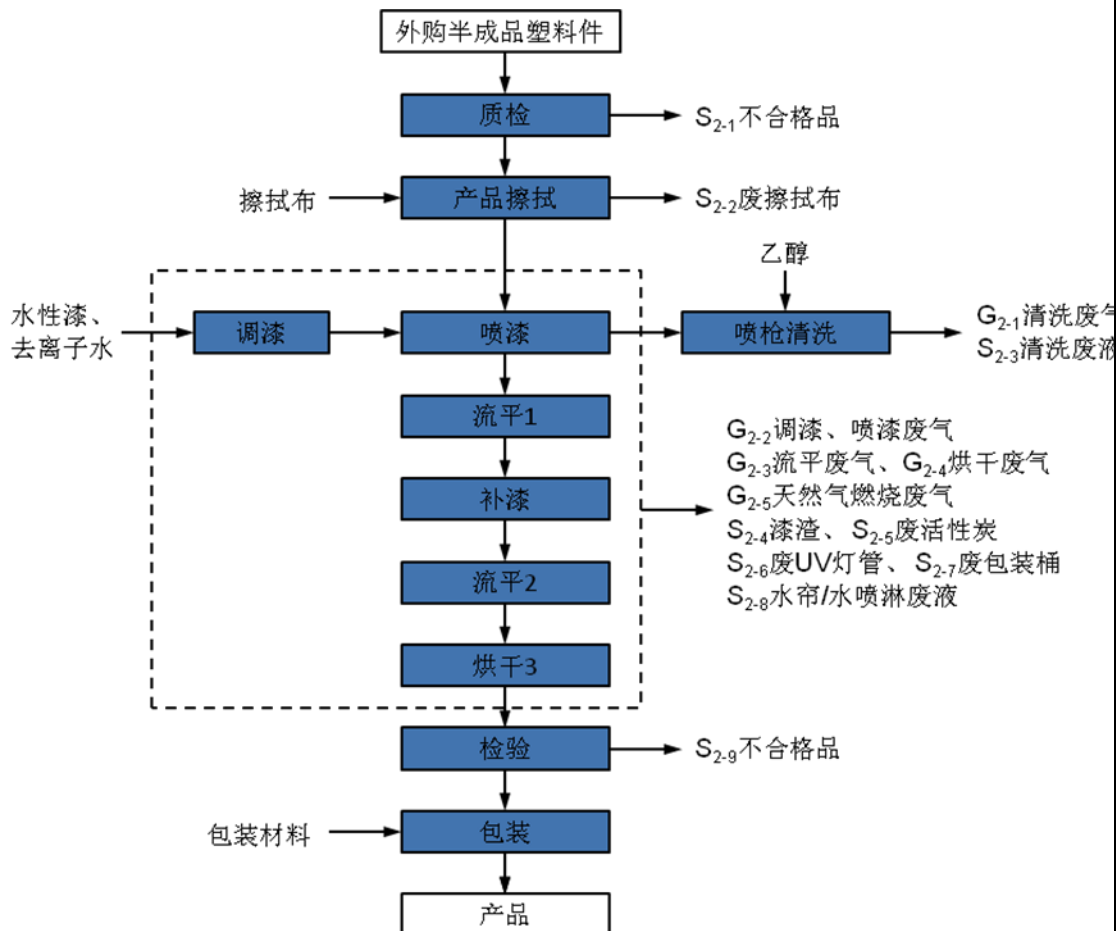 外购半成品塑料件
质检
S2-1不合格品
擦拭布
产品擦拭
S2-2废擦拭布
乙醇
水性漆、
去离子水
调漆
喷漆
喷枪清洗
G2-1清洗废气
S2-3清洗废液
流平1
G2-2调漆、喷漆废气
G2-3流平废气、G2-4烘干废气
G2-5天然气燃烧废气
S2-4漆渣、S2-5废活性炭
S2-6废UV灯管、S2-7废包装桶
S2-8水帘/水喷淋废液
补漆
流平2
烘干3
检验
S2-9不合格品
包装材料
包装
产品